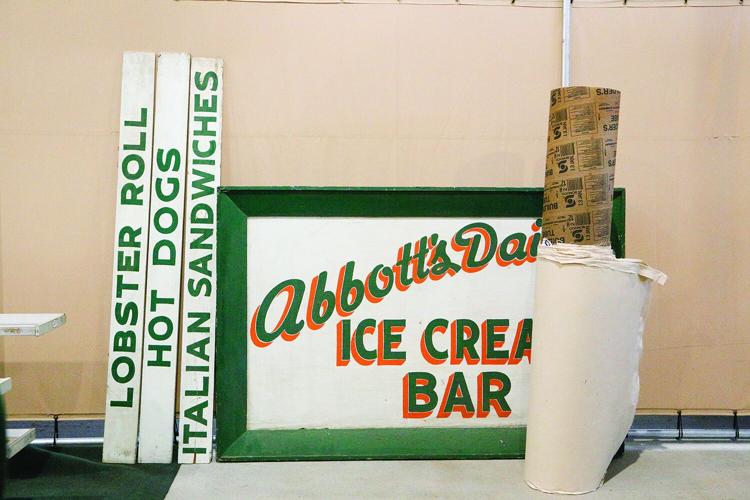 LOBSTER ROLL
HOT DOGS
ITALIAN SANDWICHES
Abbott's Dai
ICE CREA
BAR